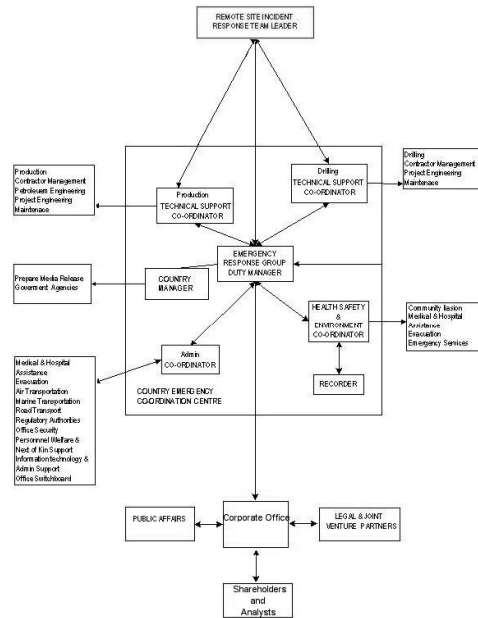 REMOTE SITE INCIDENT
RESPONSE TEAM LEADER
Production
Contractor Management
Petroleum Engineering
Project Engineering
Maintenace
Production
TECHNICAL SUPPORT
CO-ORDINATOR
Drilling
TECHNICAL SUPPORT
CO-ORDINATOR
Drilling
Contractor Management
Project Engineering
Maintenace
EMERGENCY
RESPONSE GROUP
DUTY MANAGER
Prepare Media Release
Goverment Agencies
COUNTRY
MANAGER
HEALTH SAFETY
&
ENVIRONMENT
CO-ORDINATOR
Community liasion
Medical & Hospital
Assistance
Evacuation
Emergency Services
Admin
CO-ORDINATOR
RECORDER
COUNTRY EMERGENCY
CO-ORDINATION CENTRE
Medical & Hospital
Assistance
Evacuation
Air Transportation
Marine Transportation
Road Transport
Regulatory Authorities
Office Security
Personnnel Welfare &
Next of Kin Support
Information technology &
Admin Support
Office Switchboard
PUBLIC AFFAIRS
Corporate Office
LEGAL & JOINT
VENTURE PARTNERS
Shareholders
and
Analysts